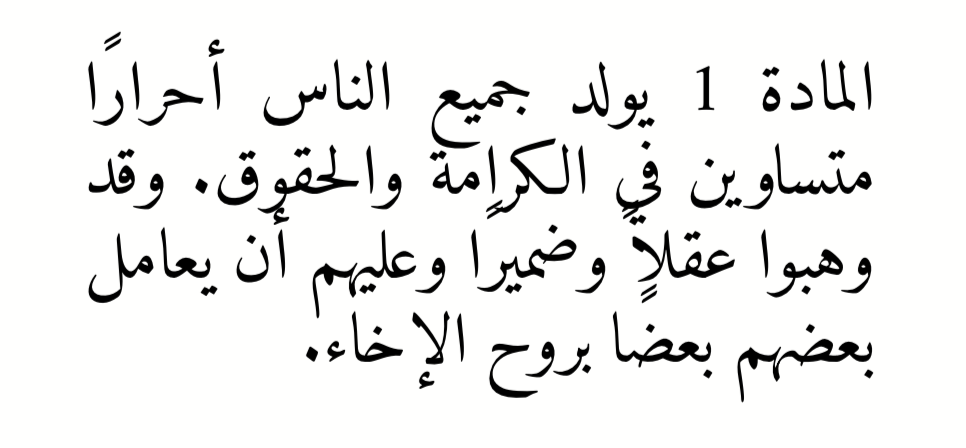 المادة 1 يولد جميع الناس أحرارًا
متساوين في الكرامة والحقوق. وقد
وهبوا عقلاً وضميرًا وعليهم أن يعامل
بعضهم بعضا بروح الإخاء.